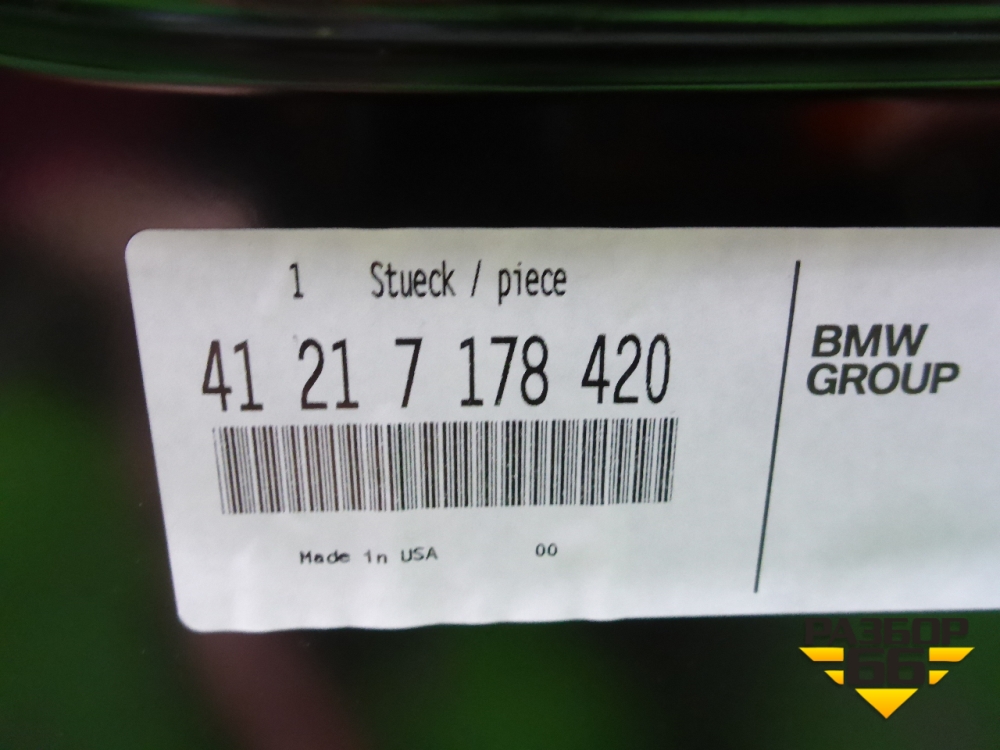 1 Stueck / piece
41 21 7 178 420
Made in USA 00
BMW
GROUP
РАЗБОР
66